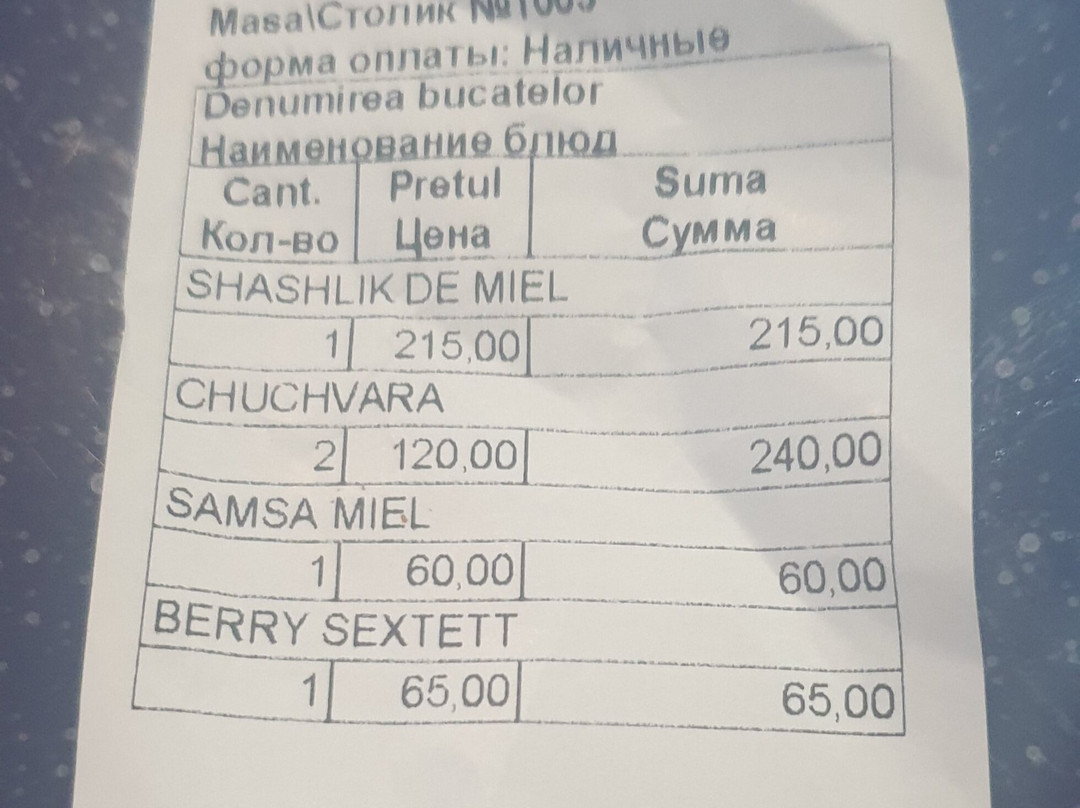 Masa\Столик №1005
форма оплаты: Наличные
Denumirea bucatelor
Наименование блюд
Cant. Pretul Suma
Кол-во Цена Сумма
SHASHLIK DE MIEL
1 215,00 215,00
CHUCHVARA
2 120,00 240,00
SAMSA MIEL
1 60,00 60,00
BERRY SEXTETT
1 65,00 65,00